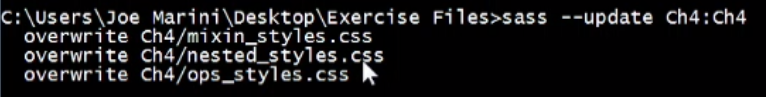 C:\Users\Joe Marini\Desktop\Exercise Files>sass --update Ch4:Ch4
overwrite Ch4/mixin_styles.css
overwrite Ch4/nested_styles.css
overwrite Ch4/ops_styles.css